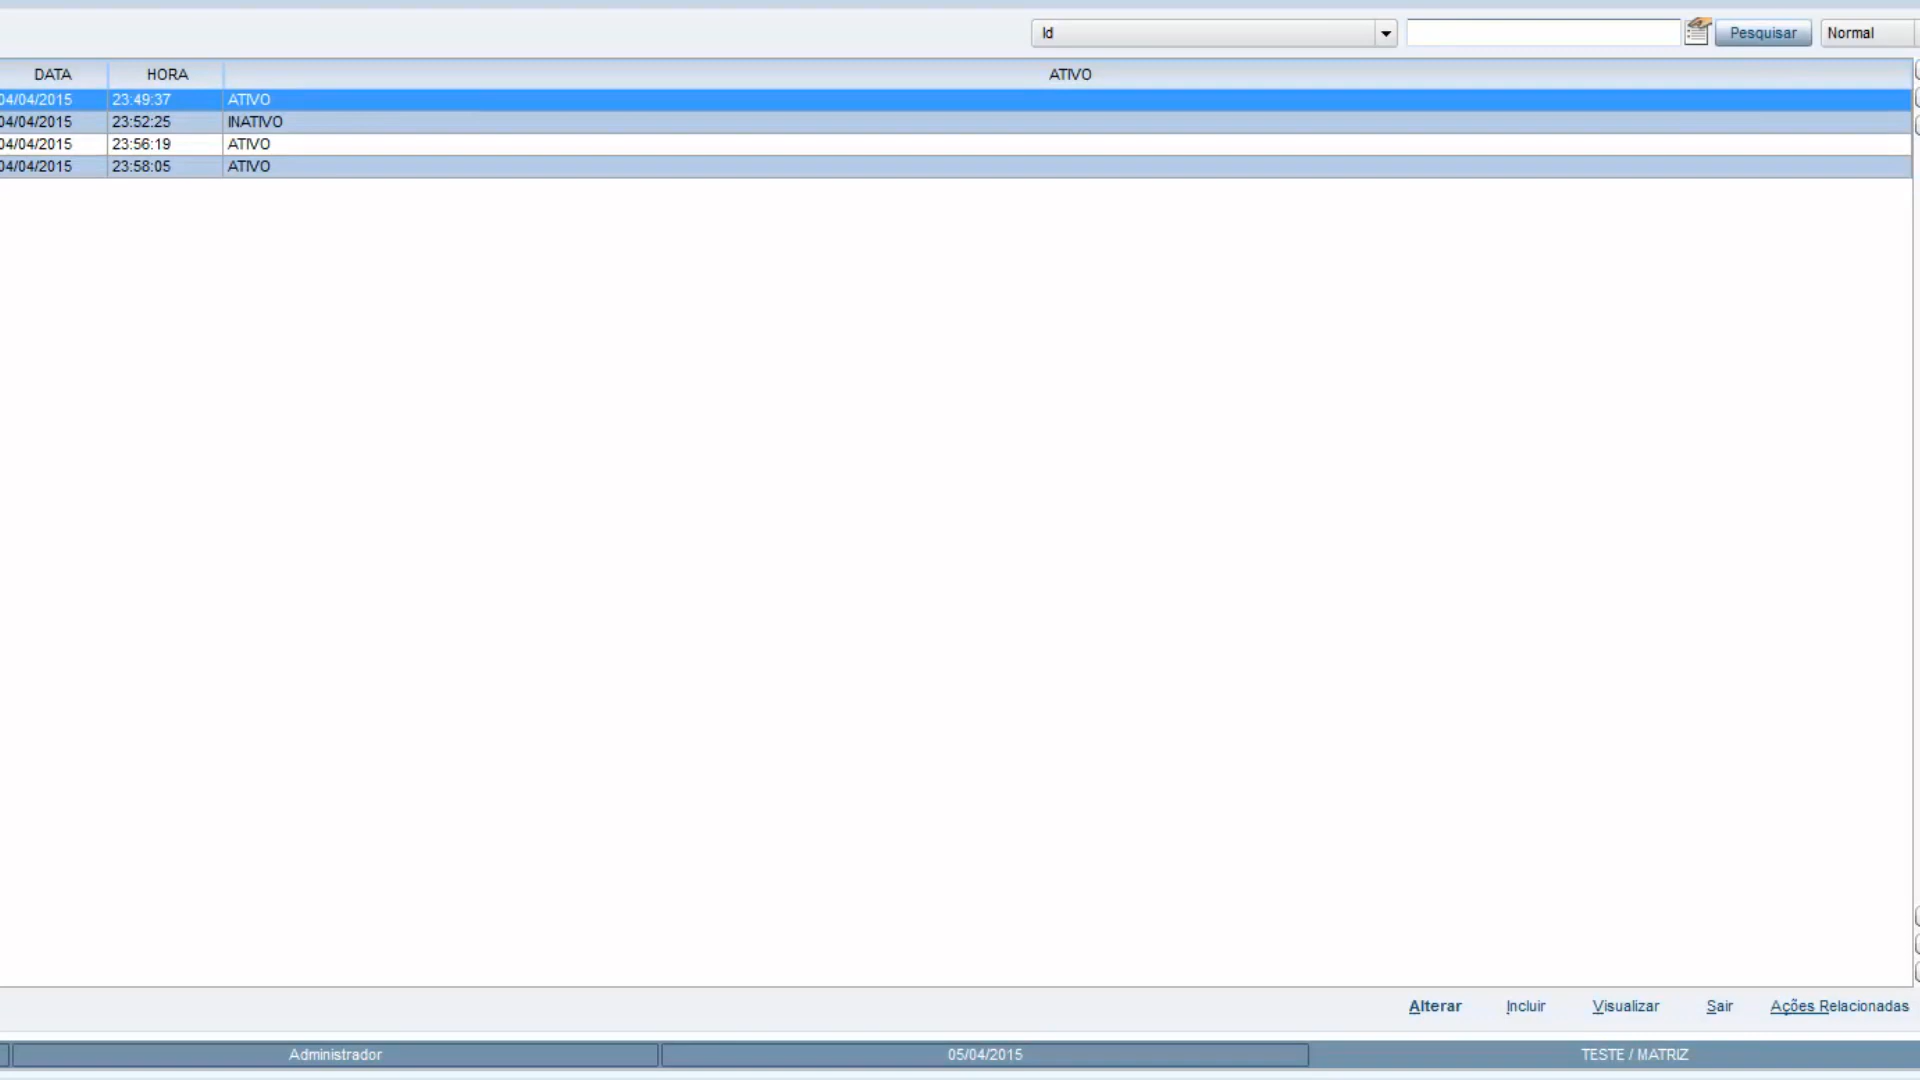 Id Pesquisar Normal
DATA HORA ATIVO
04/04/2015 23:49:37 ATIVO
04/04/2015 23:52:25 INATIVO
04/04/2015 23:56:19 ATIVO
04/04/2015 23:58:05 ATIVO
Alterar Incluir Visualizar Sair Ações Relacionadas
Administrador 05/04/2015 TESTE / MATRIZ